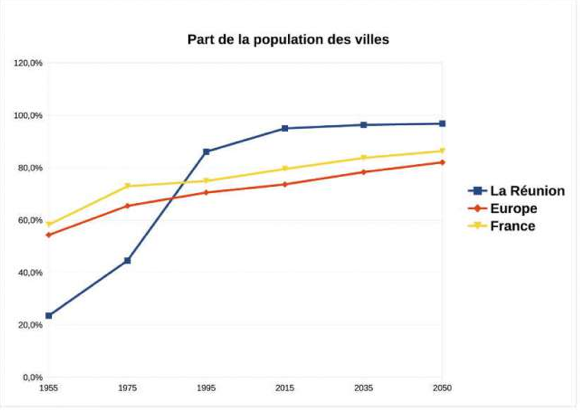 Part de la population des villes
120,0%
100,0%
80,0%
60,0%
40,0%
20,0%
0,0%
1955 1975 1995 2015 2035 2050
La Réunion
Europe
France